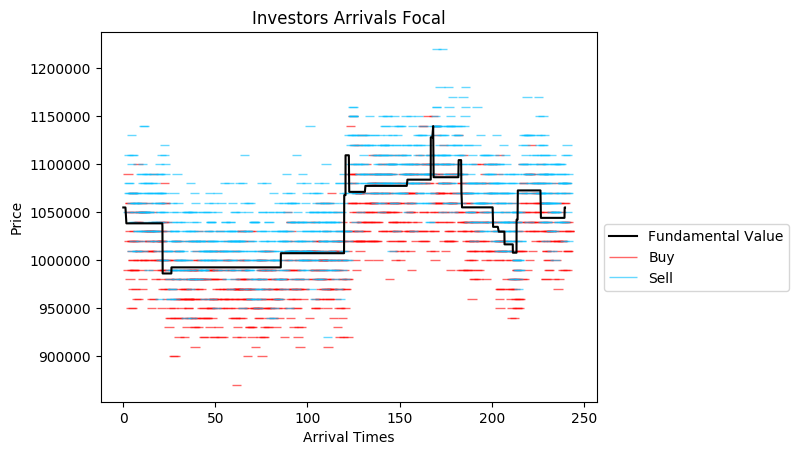 Investors Arrivals Focal
Price
1200000
1150000
1100000
1050000
1000000
950000
900000
0
50
100
150
200
250
Arrival Times
Fundamental Value
Buy
Sell